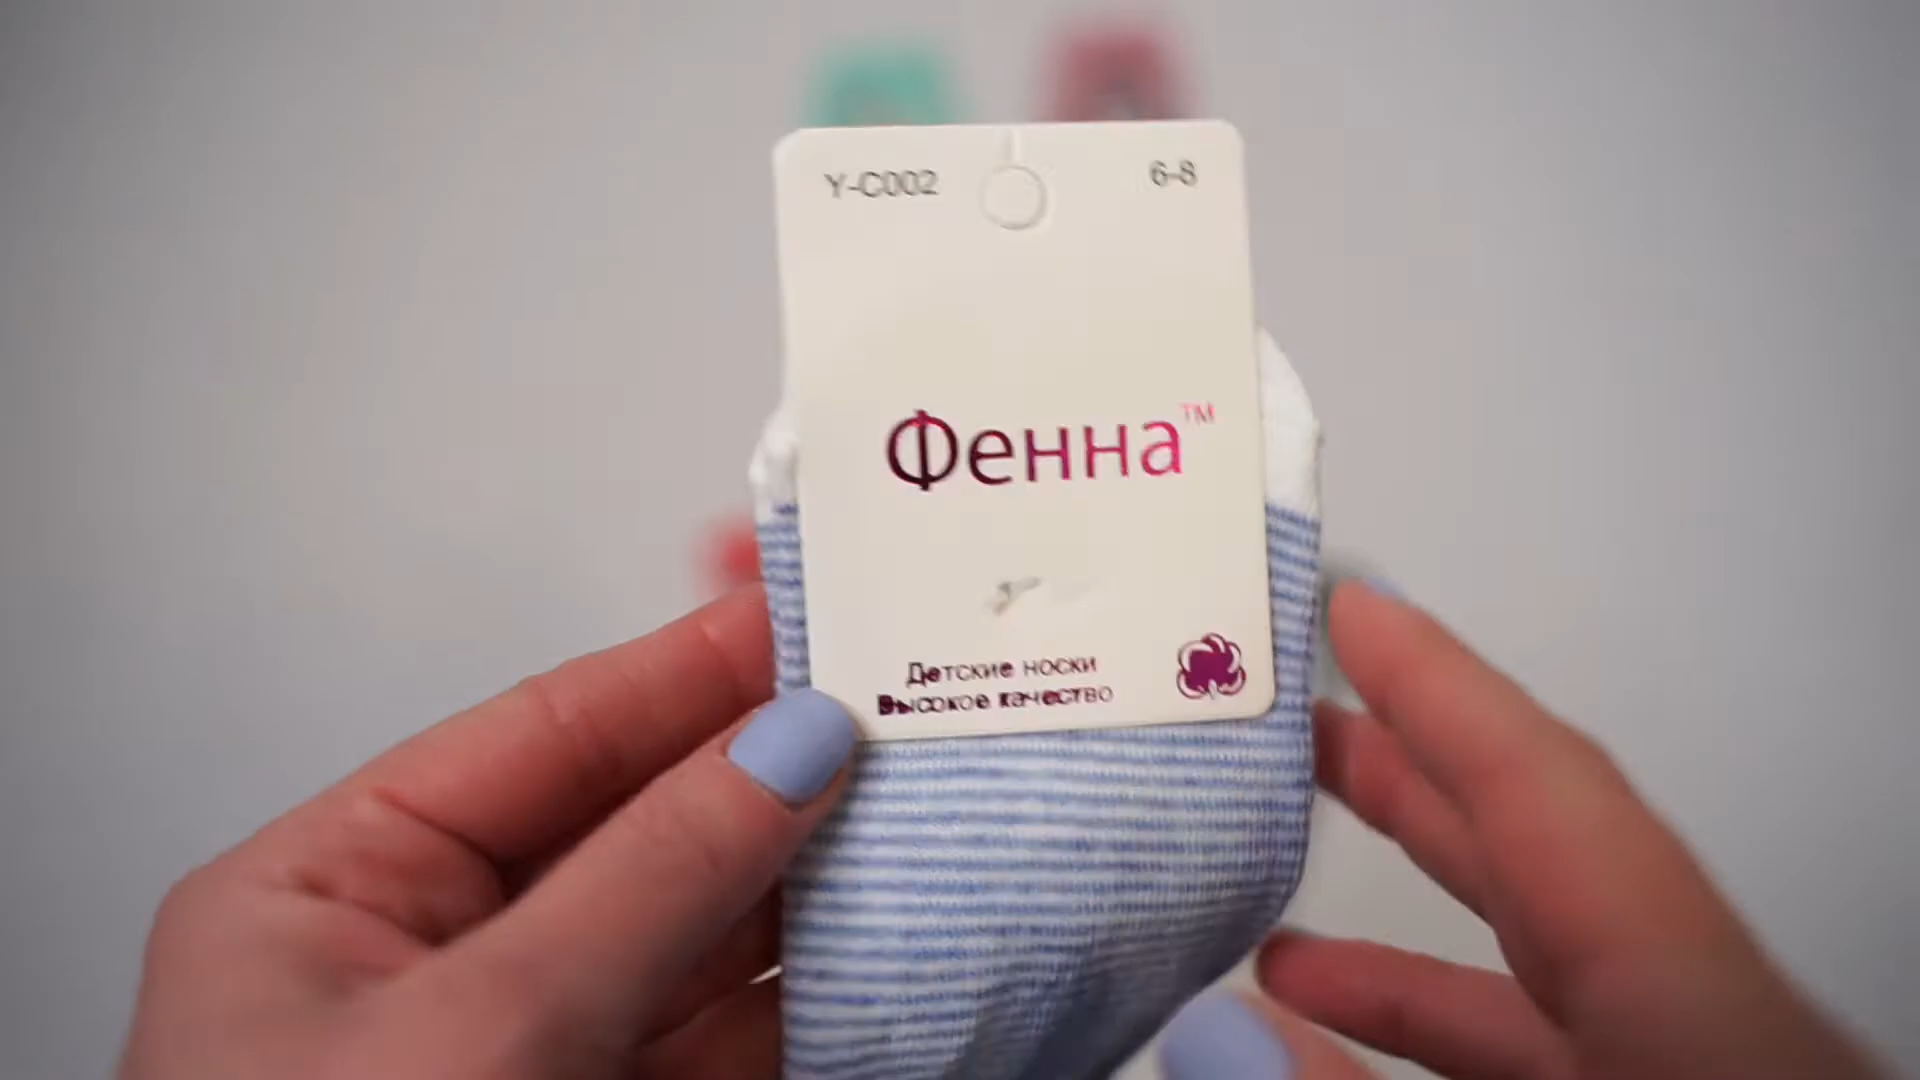 Y-C002 6-8
Фенна™
Детские носки
Высокое качество